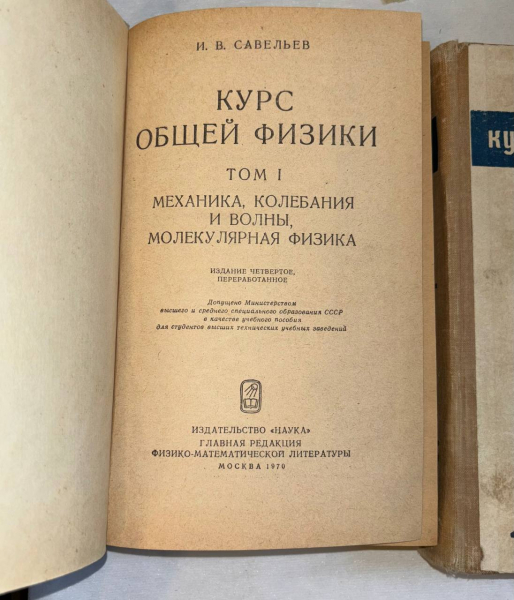 И. В. САВЕЛЬЕВ
КУРС
ОБЩЕЙ ФИЗИКИ
ТОМ I
МЕХАНИКА, КОЛЕБАНИЯ
И ВОЛНЫ,
МОЛЕКУЛЯРНАЯ ФИЗИКА
ИЗДАНИЕ ЧЕТВЕРТОЕ,
ПЕРЕРАБОТАННОЕ
Допущено Министерством
высшего и среднего специального образования СССР
в качестве учебного пособия
для студентов высших технических учебных заведений
ИЗДАТЕЛЬСТВО «НАУКА»
ГЛАВНАЯ РЕДАКЦИЯ
ФИЗИКО-МАТЕМАТИЧЕСКОЙ ЛИТЕРАТУРЫ
МОСКВА 1970
КУ